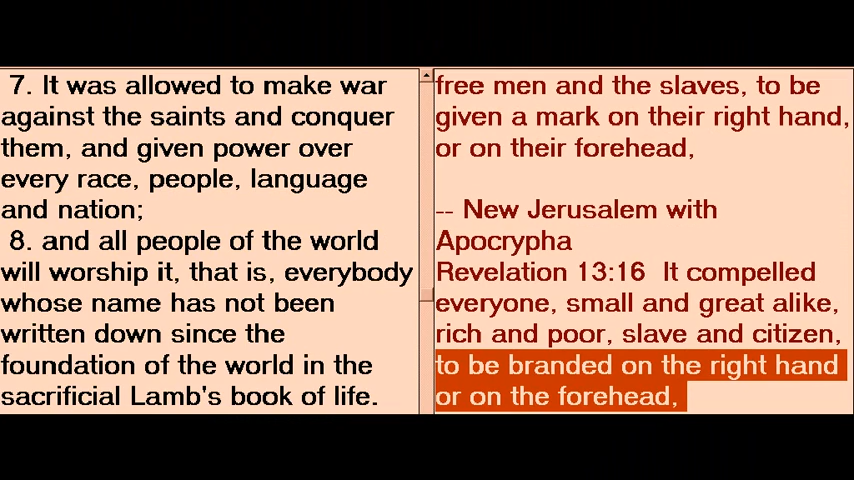 7. It was allowed to make war
against the saints and conquer
them, and given power over
every race, people, language
and nation;
8. and all people of the world
will worship it, that is, everybody
whose name has not been
written down since the
foundation of the world in the
sacrificial Lamb's book of life.
free men and the slaves, to be
given a mark on their right hand,
or on their forehead,
-- New Jerusalem with
Apocrypha
Revelation 13:16 It compelled
everyone, small and great alike,
rich and poor, slave and citizen,
to be branded on the right hand
or on the forehead,